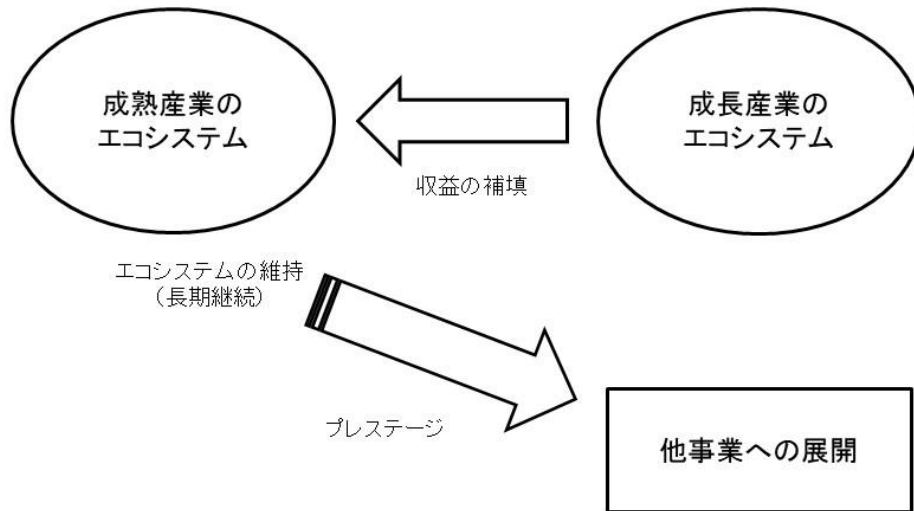 成熟産業の
エコシステム
成長産業の
エコシステム
収益の補填
エコシステムの維持
（長期継続）
プレステージ
他事業への展開